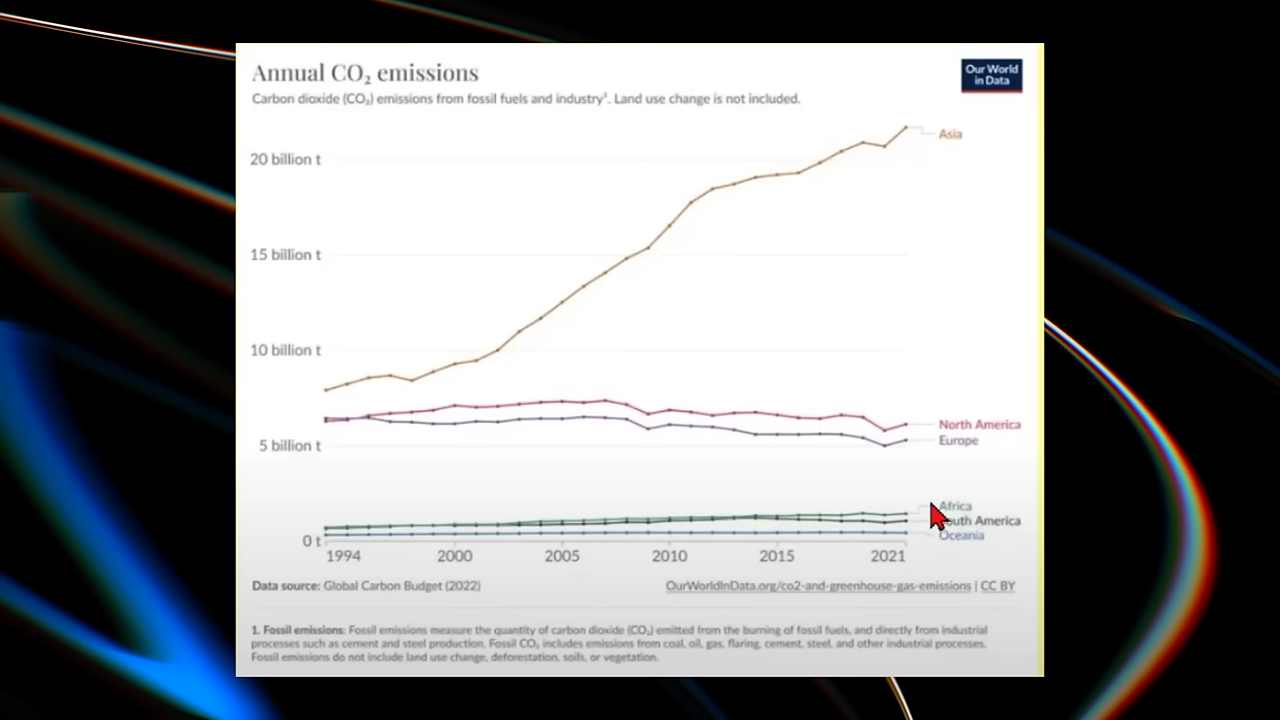 Annual CO₂ emissions
Our World
in Data
Carbon dioxide (CO₂) emissions from fossil fuels and industry¹. Land use change is not included.
Asia
20 billion t
15 billion t
10 billion t
North America
Europe
5 billion t
Africa
outh America
Oceania
0 t
1994 2000 2005 2010 2015 2021
Data source: Global Carbon Budget (2022) OurWorldInData.org/co2-and-greenhouse-gas-emissions | CC BY
1. Fossil emissions: Fossil emissions measure the quantity of carbon dioxide (CO₂) emitted from the burning of fossil fuels, and directly from industrial
processes such as cement and steel production. Fossil CO₂ includes emissions from coal, oil, gas, flaring, cement, steel, and other industrial processes.
Fossil emissions do not include land use change, deforestation, soils, or vegetation.